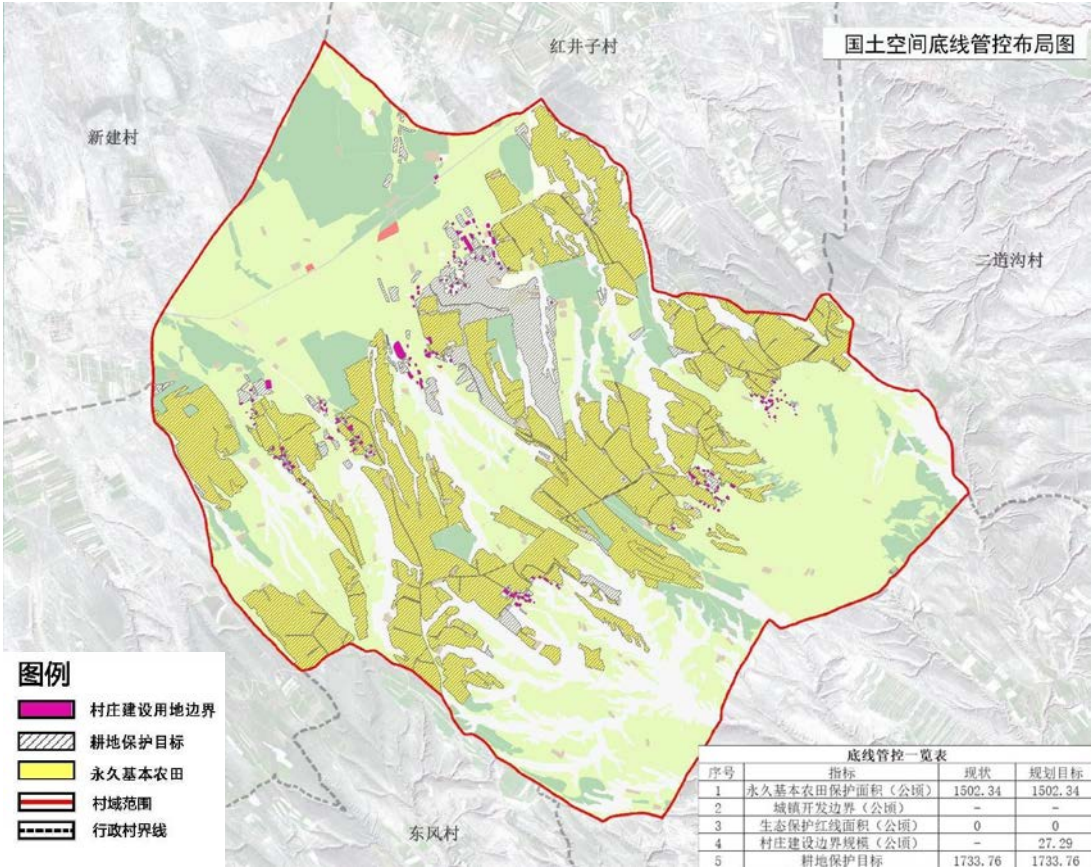 国土空间底线管控布局图
红井子村
新建村
二道沟村
东风村
图例
村庄建设用地边界
耕地保护目标
永久基本农田
村域范围
行政村界线
底线管控一览表
序号 指标 现状 规划目标
1 永久基本农田保护面积（公顷） 1502.34 1502.34
2 城镇开发边界（公顷） - -
3 生态保护红线面积（公顷） 0 0
4 村庄建设边界规模（公顷） - 27.29
5 耕地保护目标 1733.76 1733.76